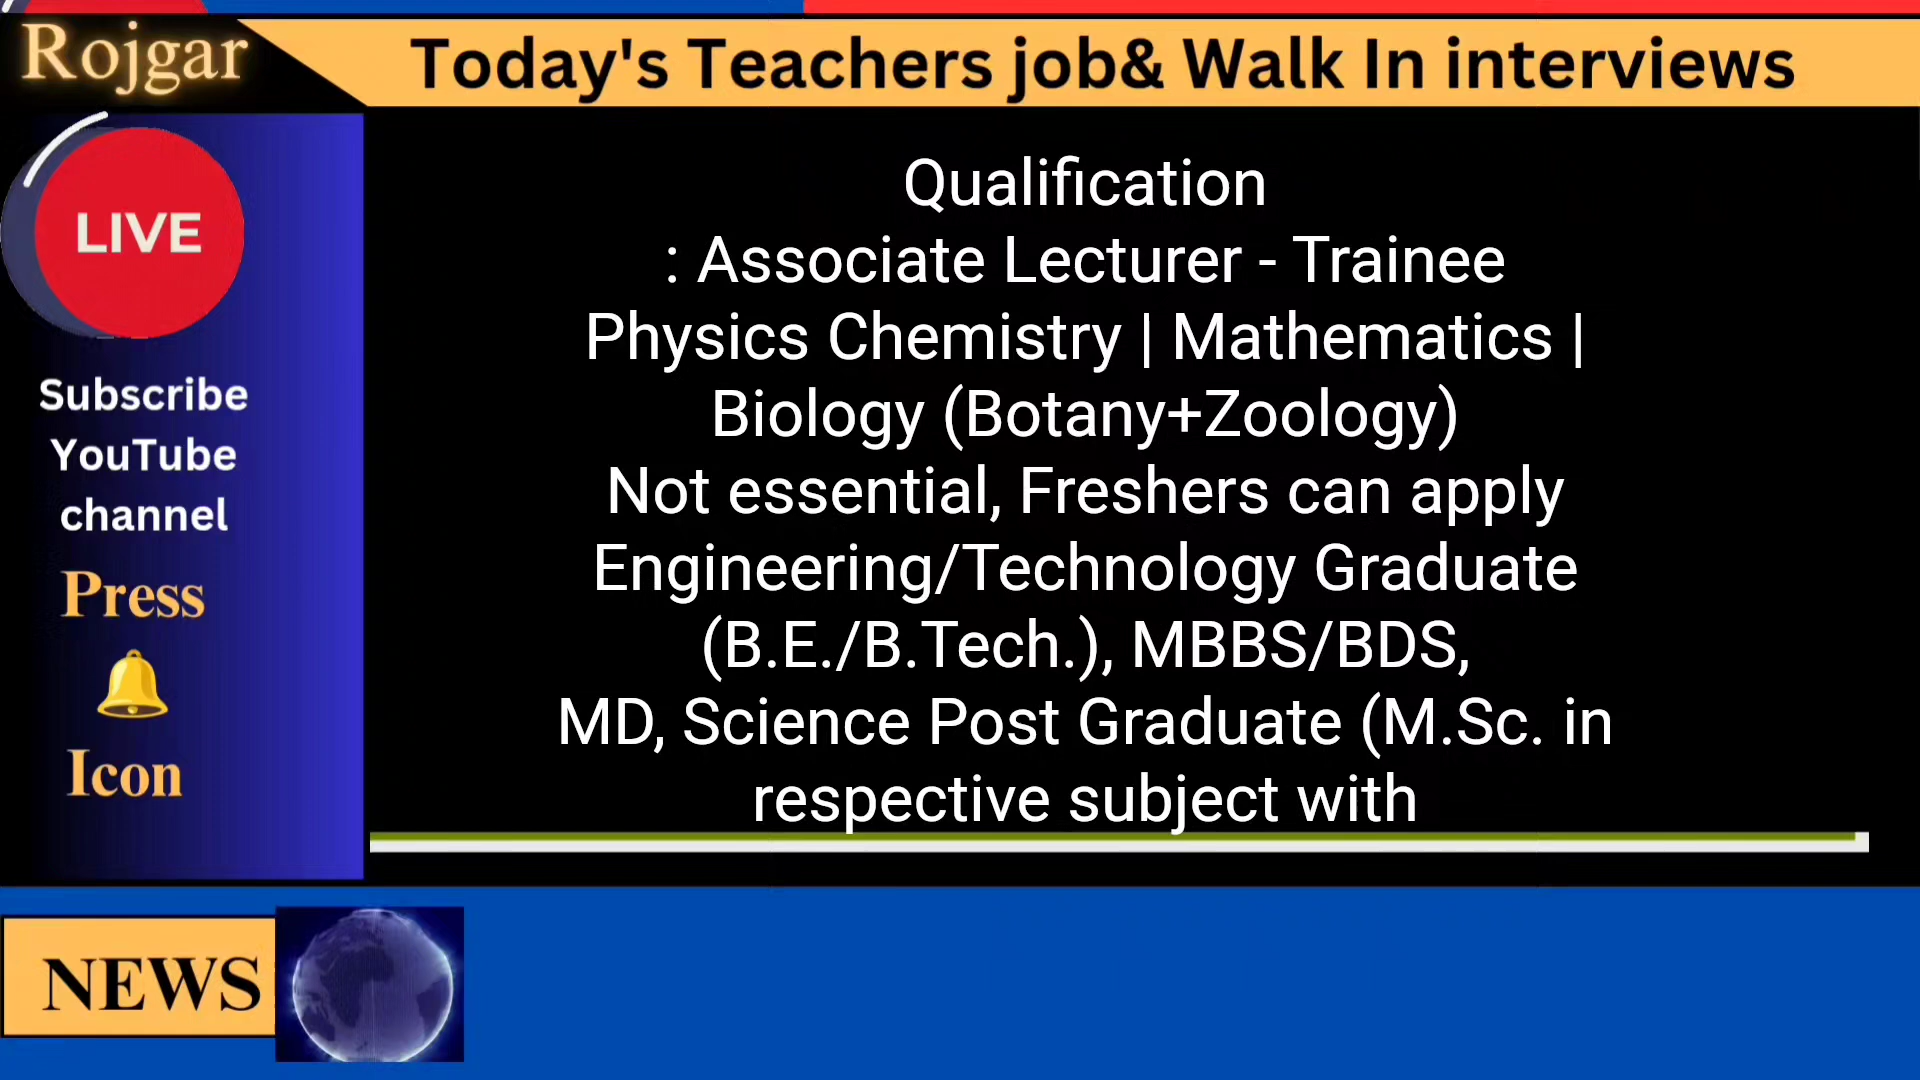 Rojgar
Today's Teachers job& Walk In interviews
LIVE
Subscribe
YouTube
channel
Press
Icon
Qualification
: Associate Lecturer - Trainee
Physics Chemistry | Mathematics |
Biology (Botany+Zoology)
Not essential, Freshers can apply
Engineering/Technology Graduate
(B.E./B.Tech.), MBBS/BDS,
MD, Science Post Graduate (M.Sc. in
respective subject with
NEWS